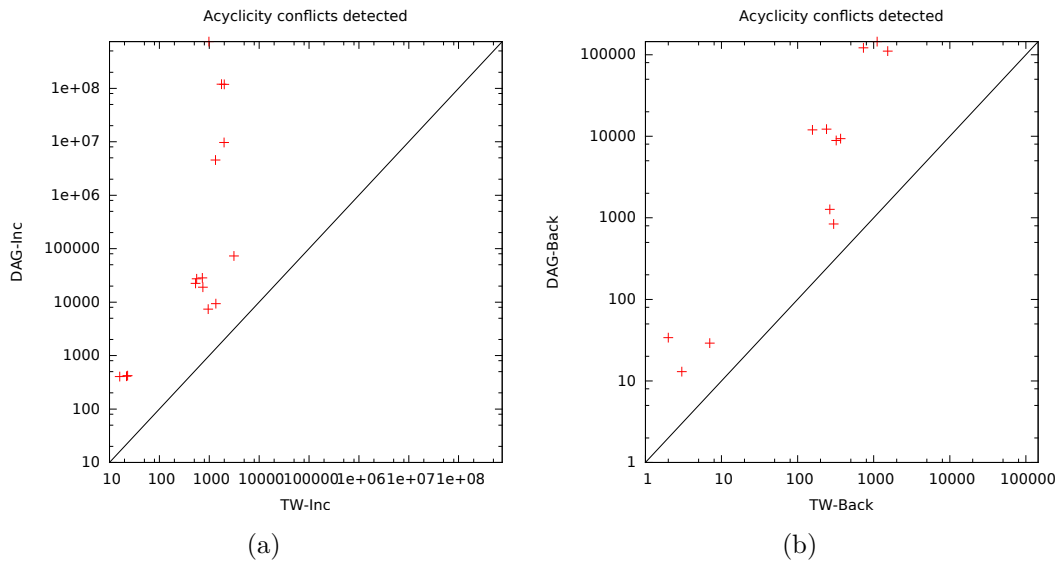 Acyclicity conflicts detected
1e+08
1e+07
1e+06
100000
10000
1000
100
10
DAG-Inc
10 100 1000 10000 100000 1e+06 1e+07 1e+08
TW-Inc
(a)
Acyclicity conflicts detected
100000
10000
1000
100
10
1
DAG-Back
1 10 100 1000 10000 100000
TW-Back
(b)